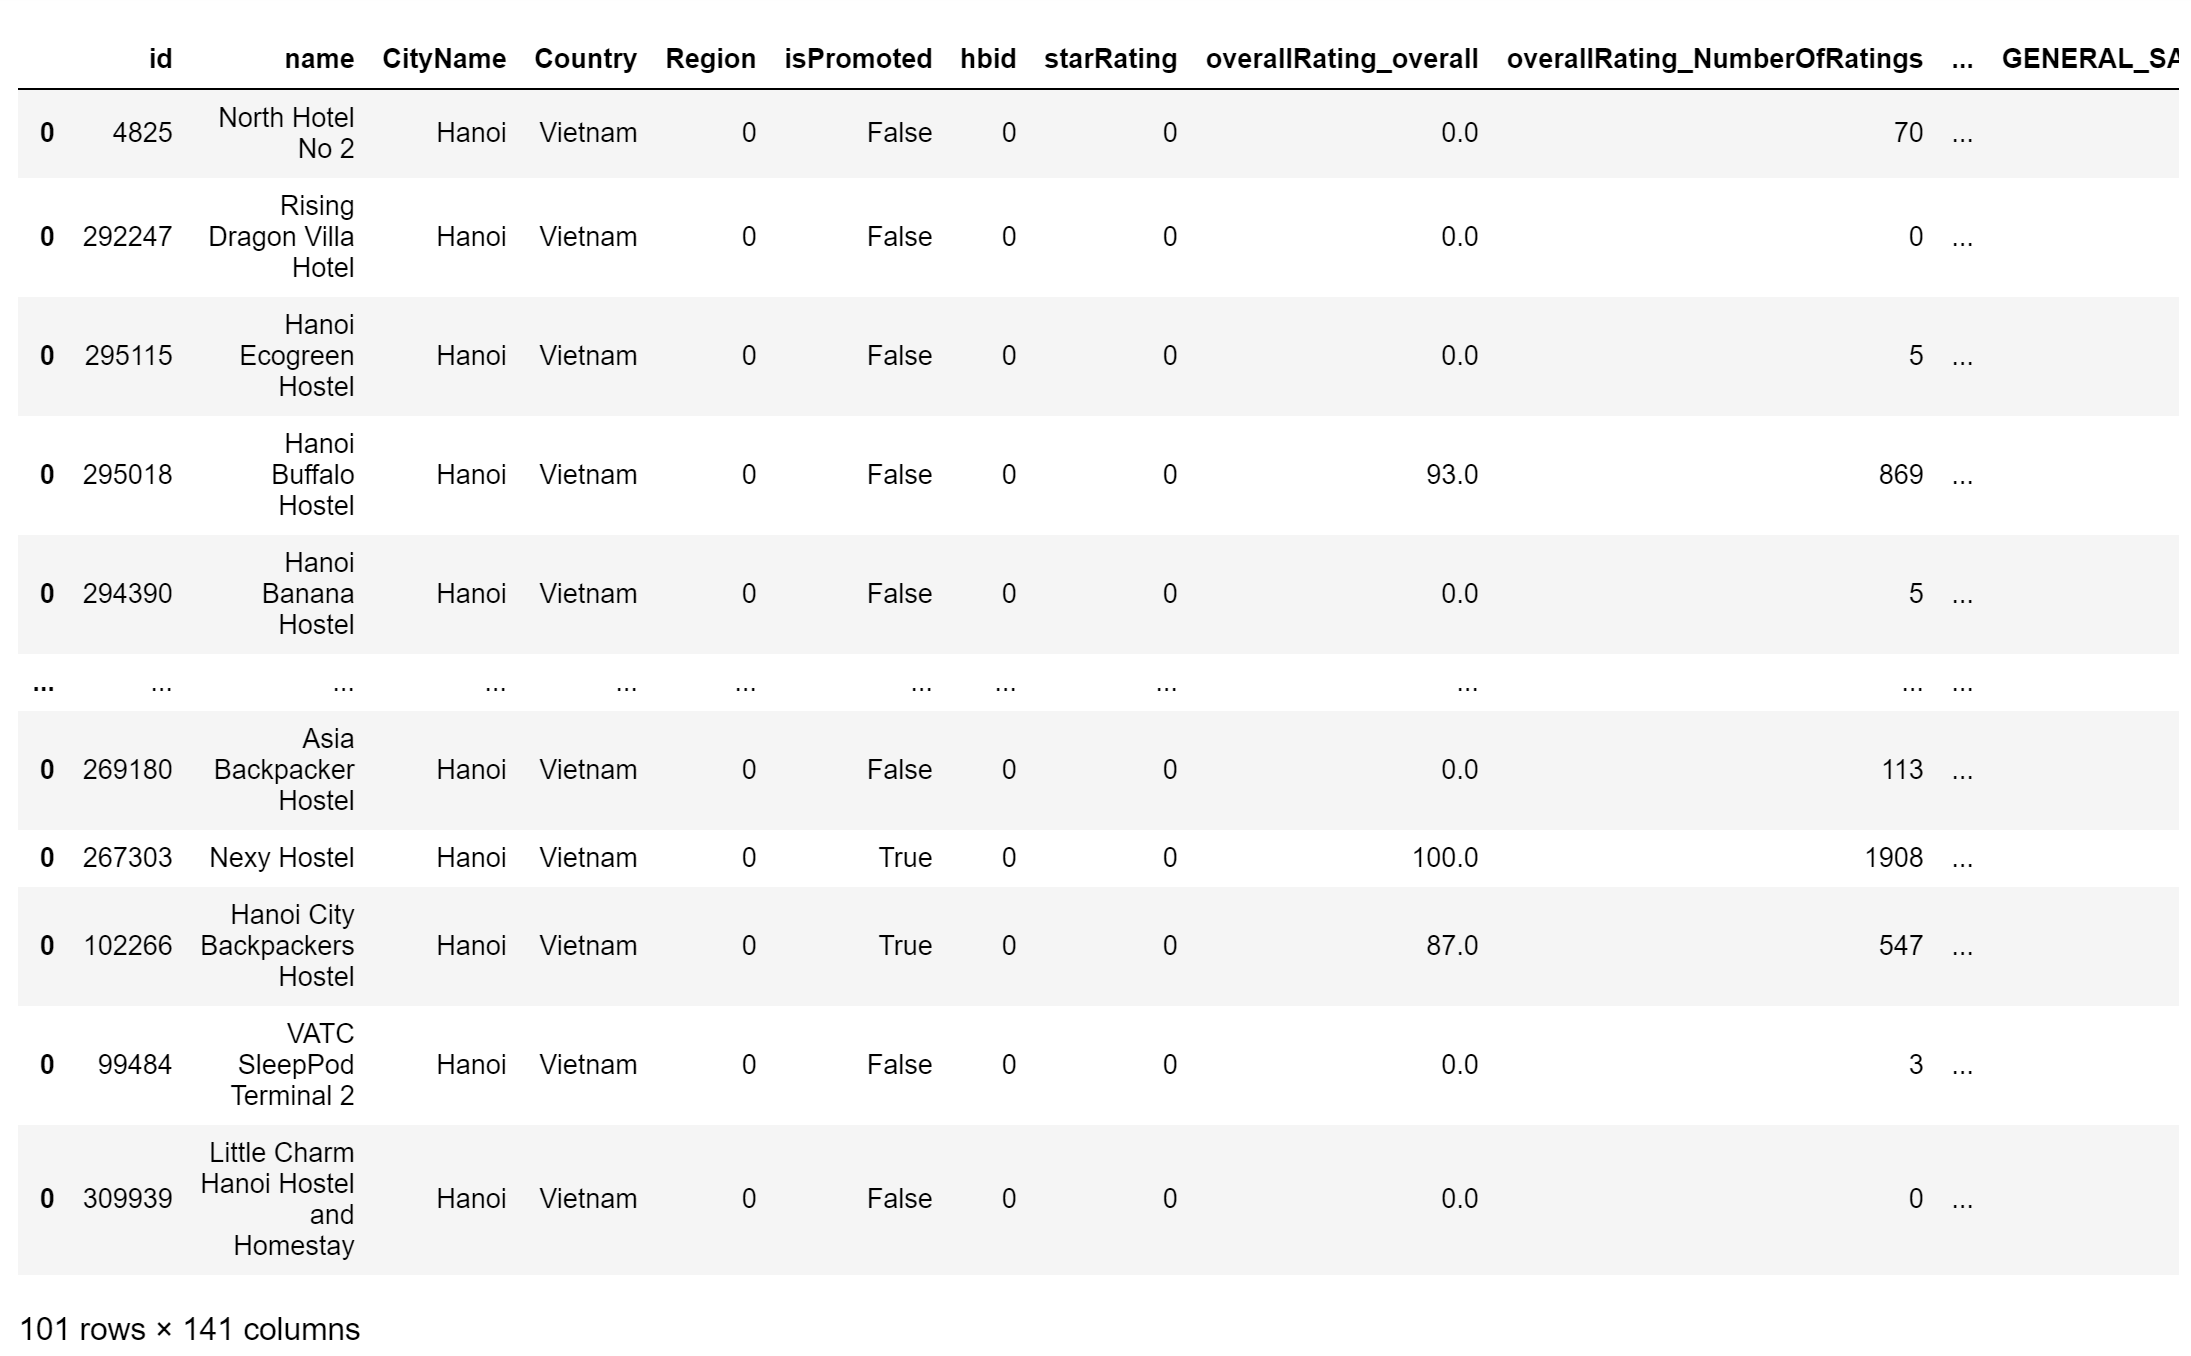 id name CityName Country Region isPromoted hbid starRating overallRating_overall overallRating_NumberOfRatings ... GENERAL_SA
0 4825 North Hotel No 2 Hanoi Vietnam 0 False 0 0 0.0 70 ...
0 292247 Rising Dragon Villa Hotel Hanoi Vietnam 0 False 0 0 0.0 0 ...
0 295115 Hanoi Ecogreen Hostel Hanoi Vietnam 0 False 0 0 0.0 5 ...
0 295018 Hanoi Buffalo Hostel Hanoi Vietnam 0 False 0 0 93.0 869 ...
0 294390 Hanoi Banana Hostel Hanoi Vietnam 0 False 0 0 0.0 5 ...
... ... ... ... ... ... ... ... ... ... ... ...
0 269180 Asia Backpacker Hostel Hanoi Vietnam 0 False 0 0 0.0 113 ...
0 267303 Nexy Hostel Hanoi Vietnam 0 True 0 0 100.0 1908 ...
0 102266 Hanoi City Backpackers Hostel Hanoi Vietnam 0 True 0 0 87.0 547 ...
0 99484 VATC SleepPod Terminal 2 Hanoi Vietnam 0 False 0 0 0.0 3 ...
0 309939 Little Charm Hanoi Hostel and Homestay Hanoi Vietnam 0 False 0 0 0.0 0 ...
101 rows × 141 columns